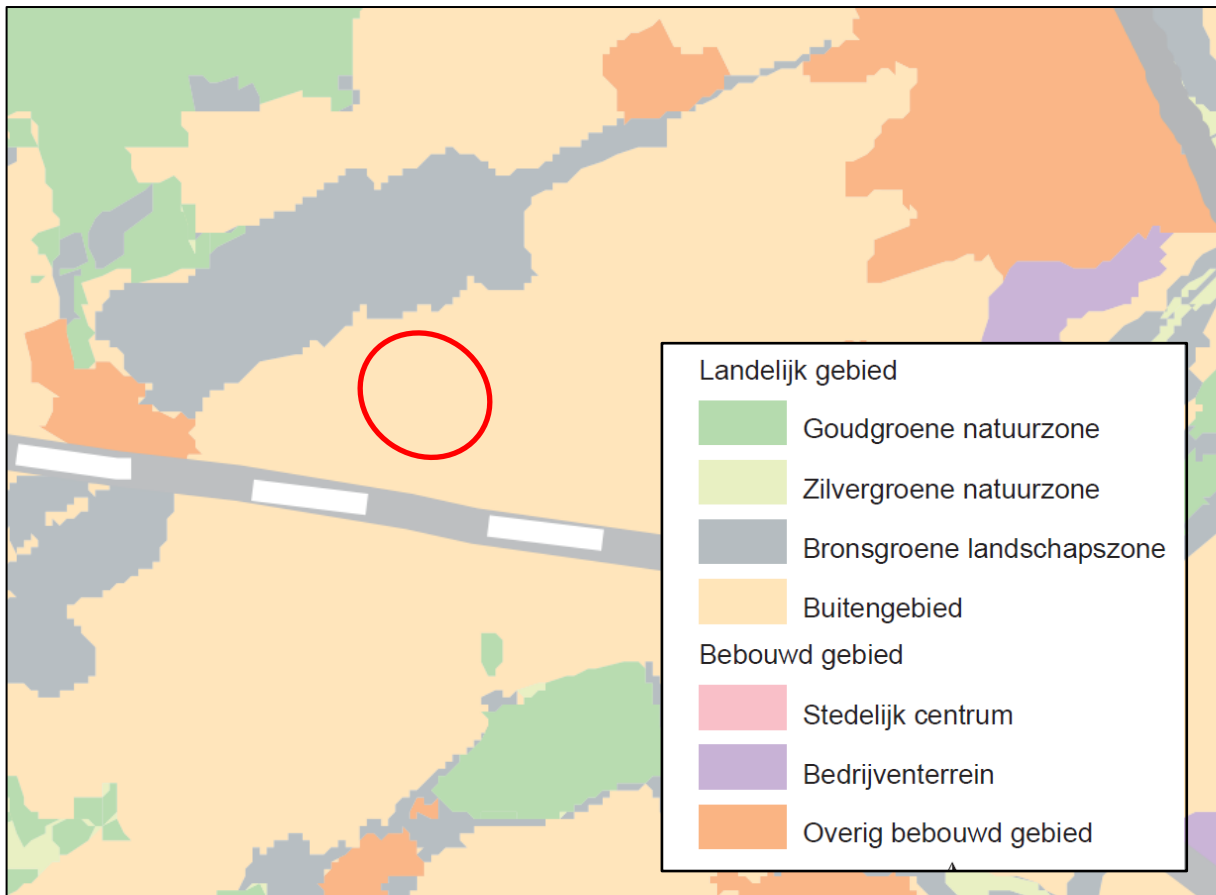 Landelijk gebied
Goudgroene natuurzone
Zilvergroene natuurzone
Bronsgroene landschapszone
Buitengebied
Bebouwd gebied
Stedelijk centrum
Bedrijventerrein
Overig bebouwd gebied